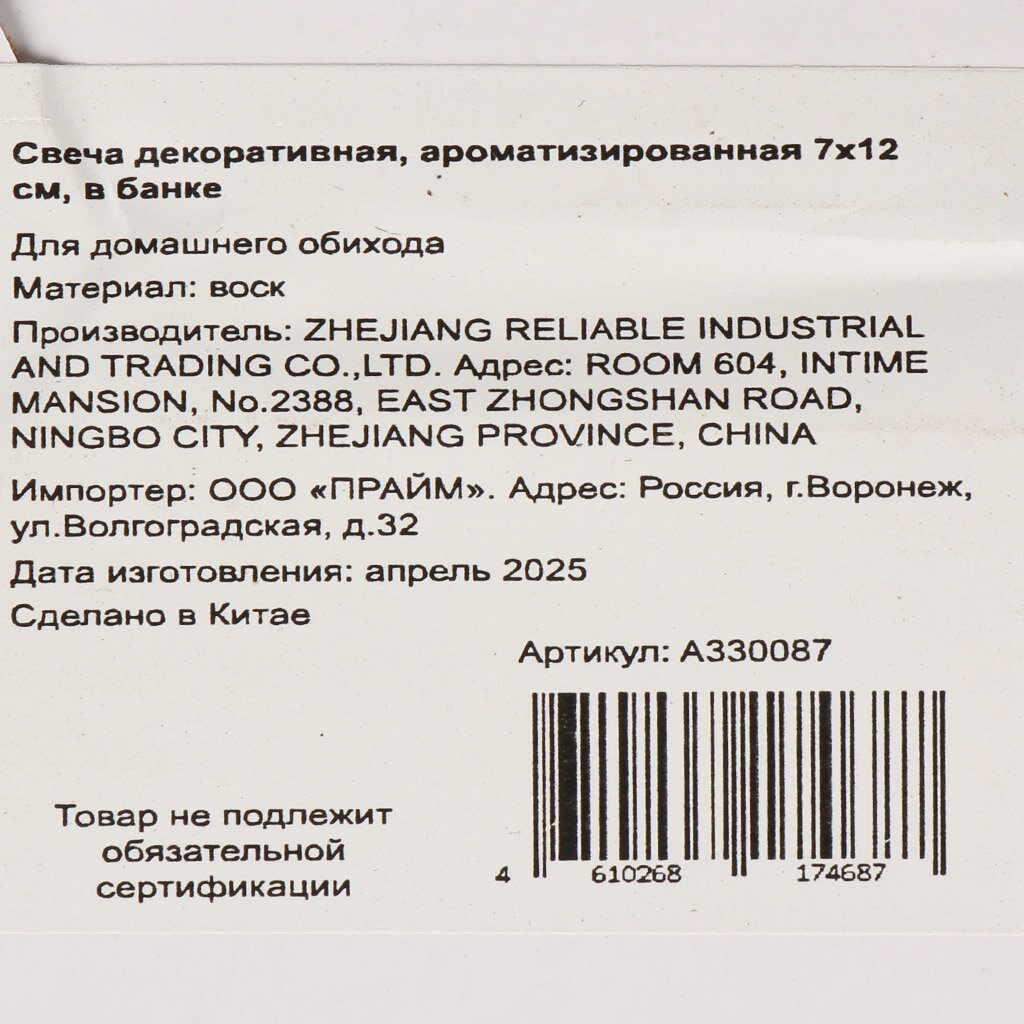 Свеча декоративная, ароматизированная 7х12
см, в банке
Для домашнего обихода
Материал: воск
Производитель: ZHEJIANG RELIABLE INDUSTRIAL
AND TRADING CO.,LTD. Адрес: ROOM 604, INTIME
MANSION, No.2388, EAST ZHONGSHAN ROAD,
NINGBO CITY, ZHEJIANG PROVINCE, CHINA
Импортер: ООО «ПРАЙМ». Адрес: Россия, г.Воронеж,
ул.Волгоградская, д.32
Дата изготовления: апрель 2025
Сделано в Китае
Артикул: А330087
4 610268 174687
Товар не подлежит
обязательной
сертификации